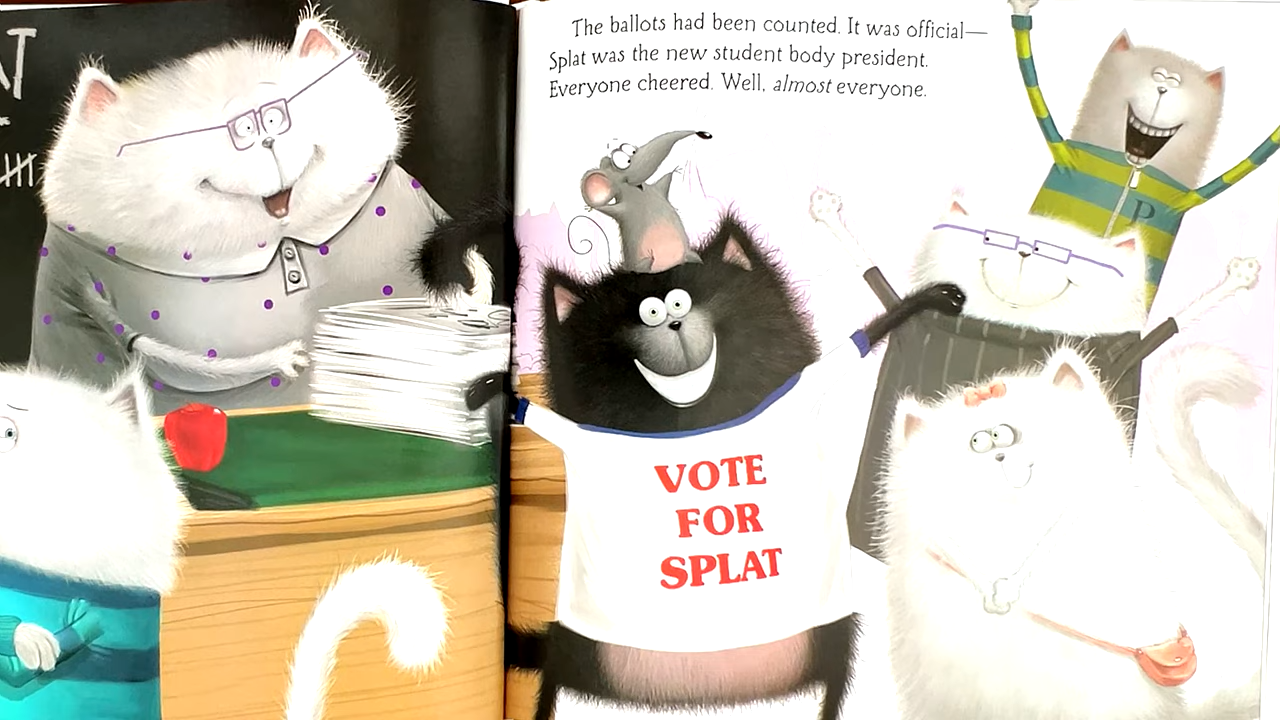 AT
The ballots had been counted. It was official—
Splat was the new student body president.
Everyone cheered. Well, almost everyone.
P
VOTE
FOR
SPLAT